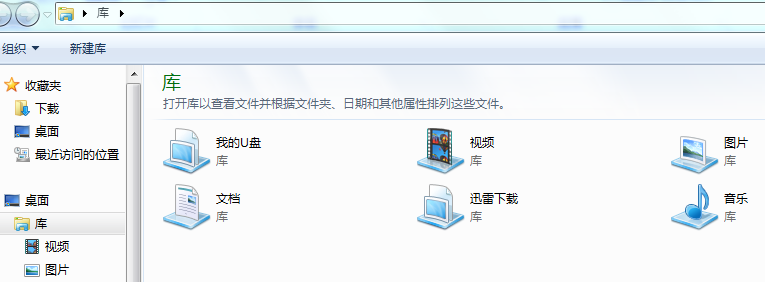 库
组织 新建库
收藏夹
下载
桌面
最近访问的位置
桌面
库
视频
图片
库
打开库以查看文件并根据文件夹、日期和其他属性排列这些文件。
我的U盘
库
视频
库
图片
库
文档
库
迅雷下载
库
音乐
库